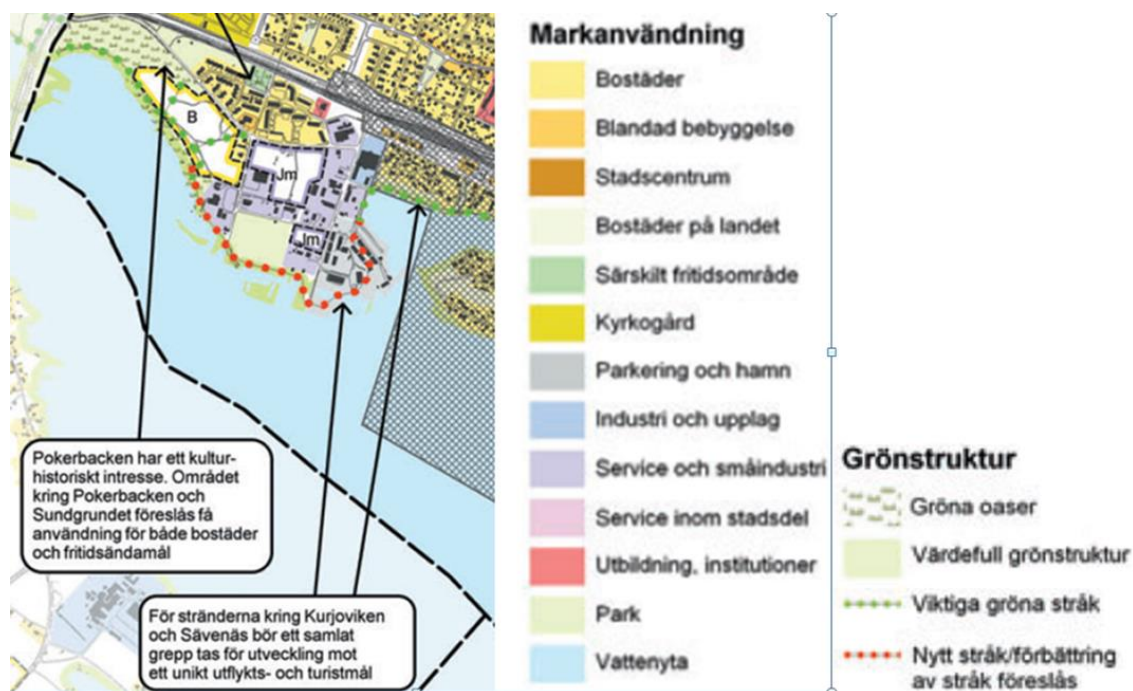 B
Jm
Jm
Pokerbacken har ett kultur-
historiskt intresse. Området
kring Pokerbacken och
Sundgrundet föreslås få
användning för både bostäder
och fritidsändamål
För stränderna kring Kurjoviken
och Sävenäs bör ett samlat
grepp tas för utveckling mot
ett unikt utflykts- och turistmål
Markanvändning
Bostäder
Blandad bebyggelse
Stadscentrum
Bostäder på landet
Särskilt fritidsområde
Kyrkogård
Parkering och hamn
Industri och upplag
Service och småindustri
Service inom stadsdel
Utbildning, institutioner
Park
Vattenyta
Grönstruktur
Gröna oaser
Värdefull grönstruktur
Viktiga gröna stråk
Nytt stråk/förbättring
av stråk föreslås